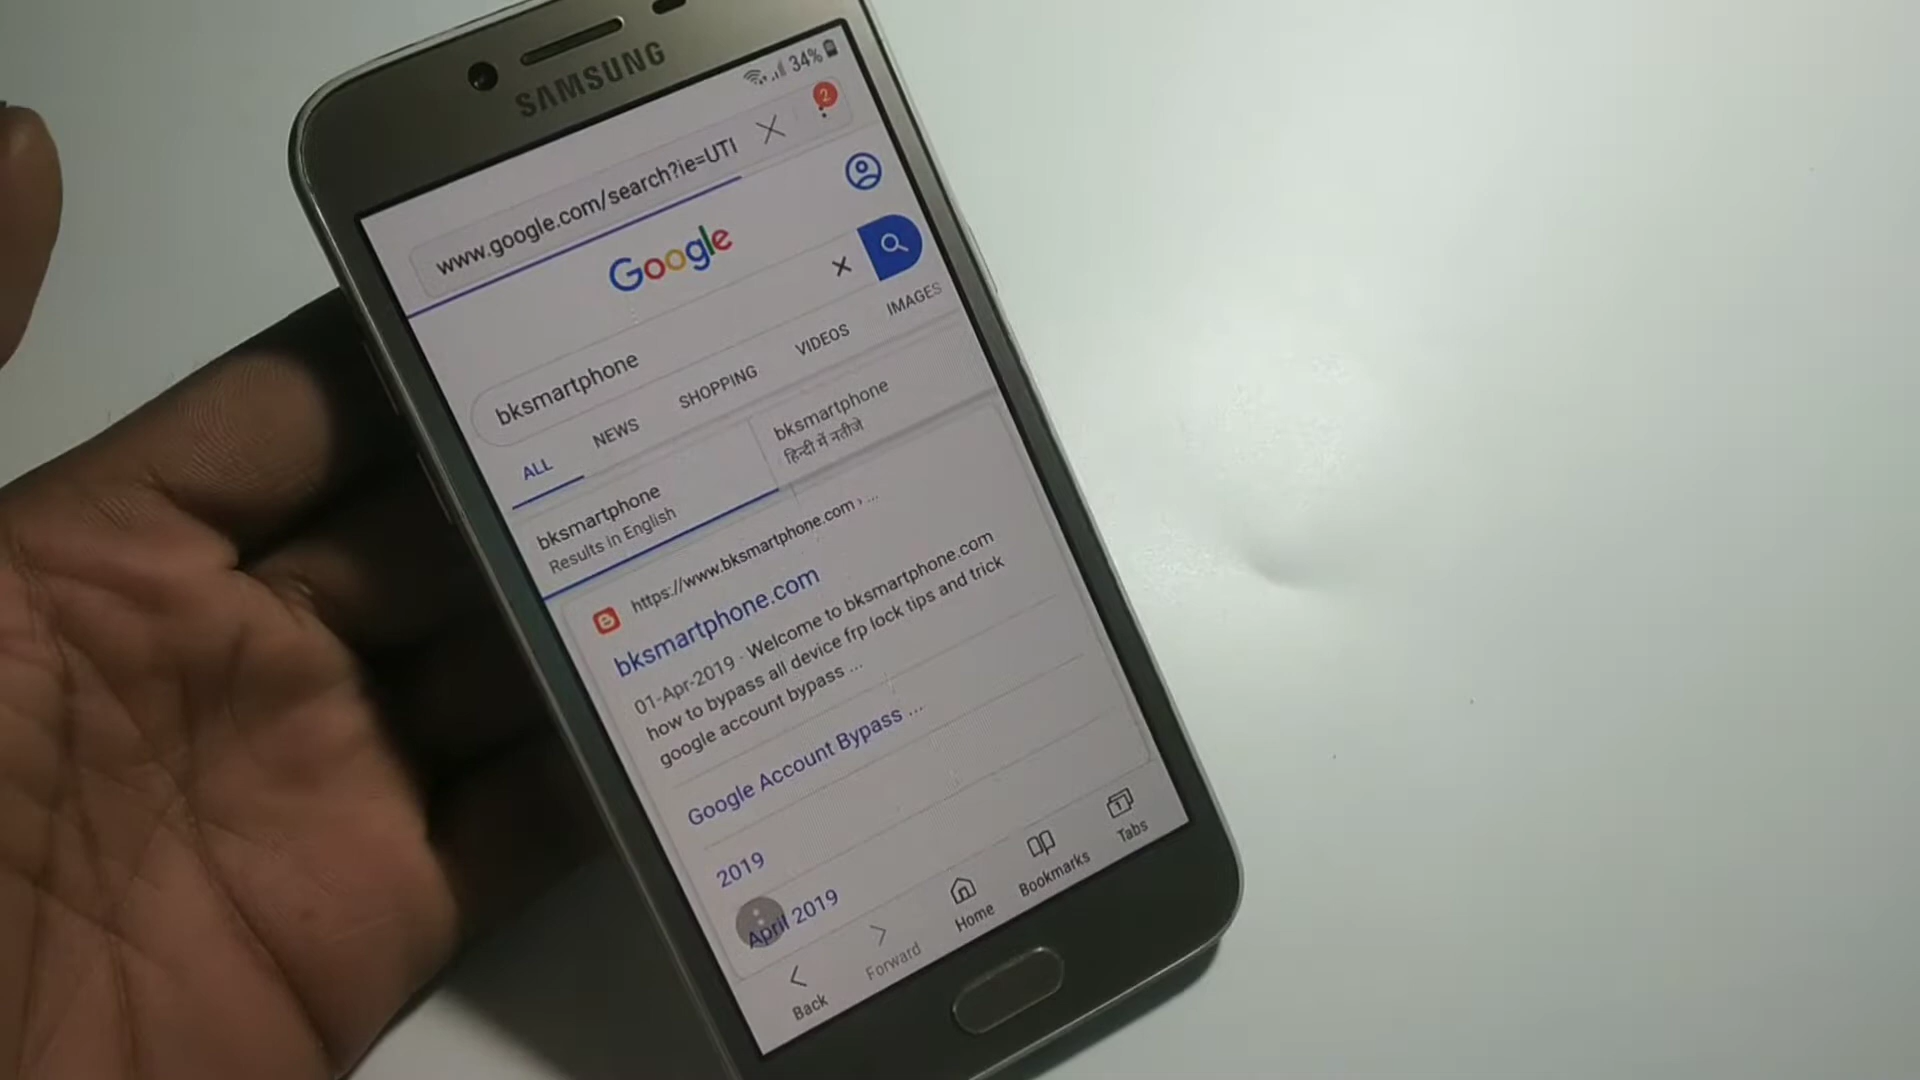 SAMSUNG
34%
2
www.google.com/search?ie=UTI
Google
bksmartphone
ALL NEWS SHOPPING VIDEOS IMAGES
bksmartphone
Results in English
bksmartphone
हिन्दी में नतीजे
https://www.bksmartphone.com › ...
bksmartphone.com
01-Apr-2019 · Welcome to bksmartphone.com
how to bypass all device frp lock tips and trick
google account bypass ...
Google Account Bypass ...
2019
April 2019
Back Forward Home Bookmarks Tabs
1